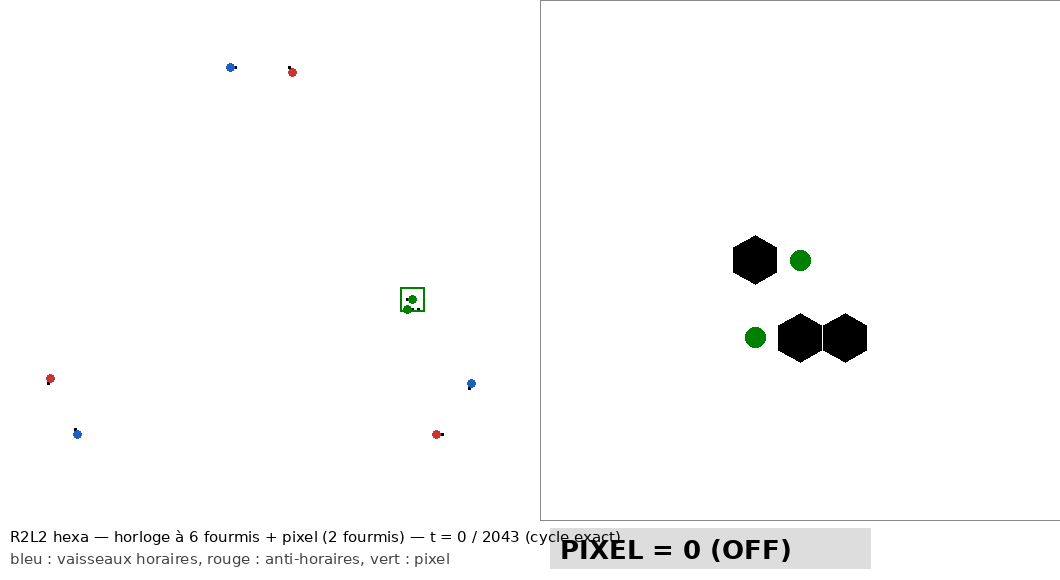 R2L2 hexa — horloge à 6 fourmis + pixel (2 fourmis) — t = 0 / 2043 (cycle exact)
bleu : vaisseaux horaires, rouge : anti-horaires, vert : pixel
PIXEL = 0 (OFF)